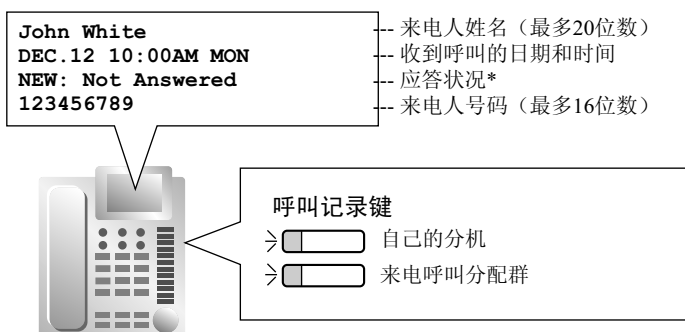 John White --- 来电人姓名（最多20位数）
DEC.12 10:00AM MON --- 收到呼叫的日期和时间
NEW: Not Answered --- 应答状况*
123456789 --- 来电人号码（最多16位数）
呼叫记录键
自己的分机
来电呼叫分配群